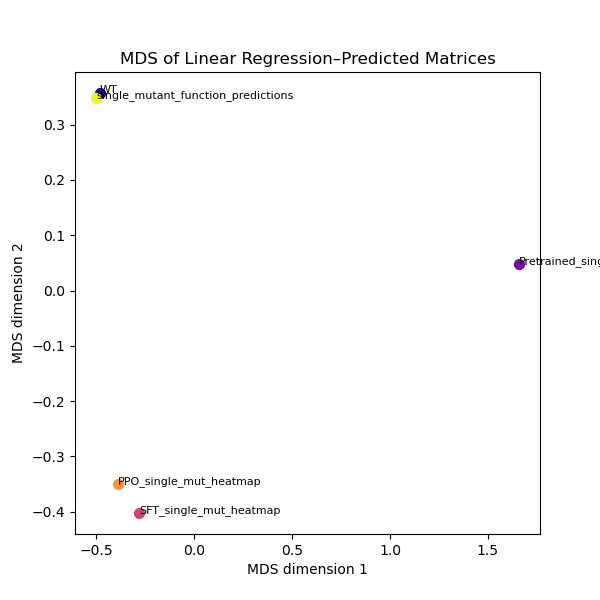 MDS of Linear Regression–Predicted Matrices
WT
single_mutant_function_predictions
0.3
0.2
0.1
Pretrained_sing
0.0
−0.1
−0.2
−0.3
PPO_single_mut_heatmap
SFT_single_mut_heatmap
−0.4
−0.5
0.0
0.5
1.0
1.5
MDS dimension 1
MDS dimension 2